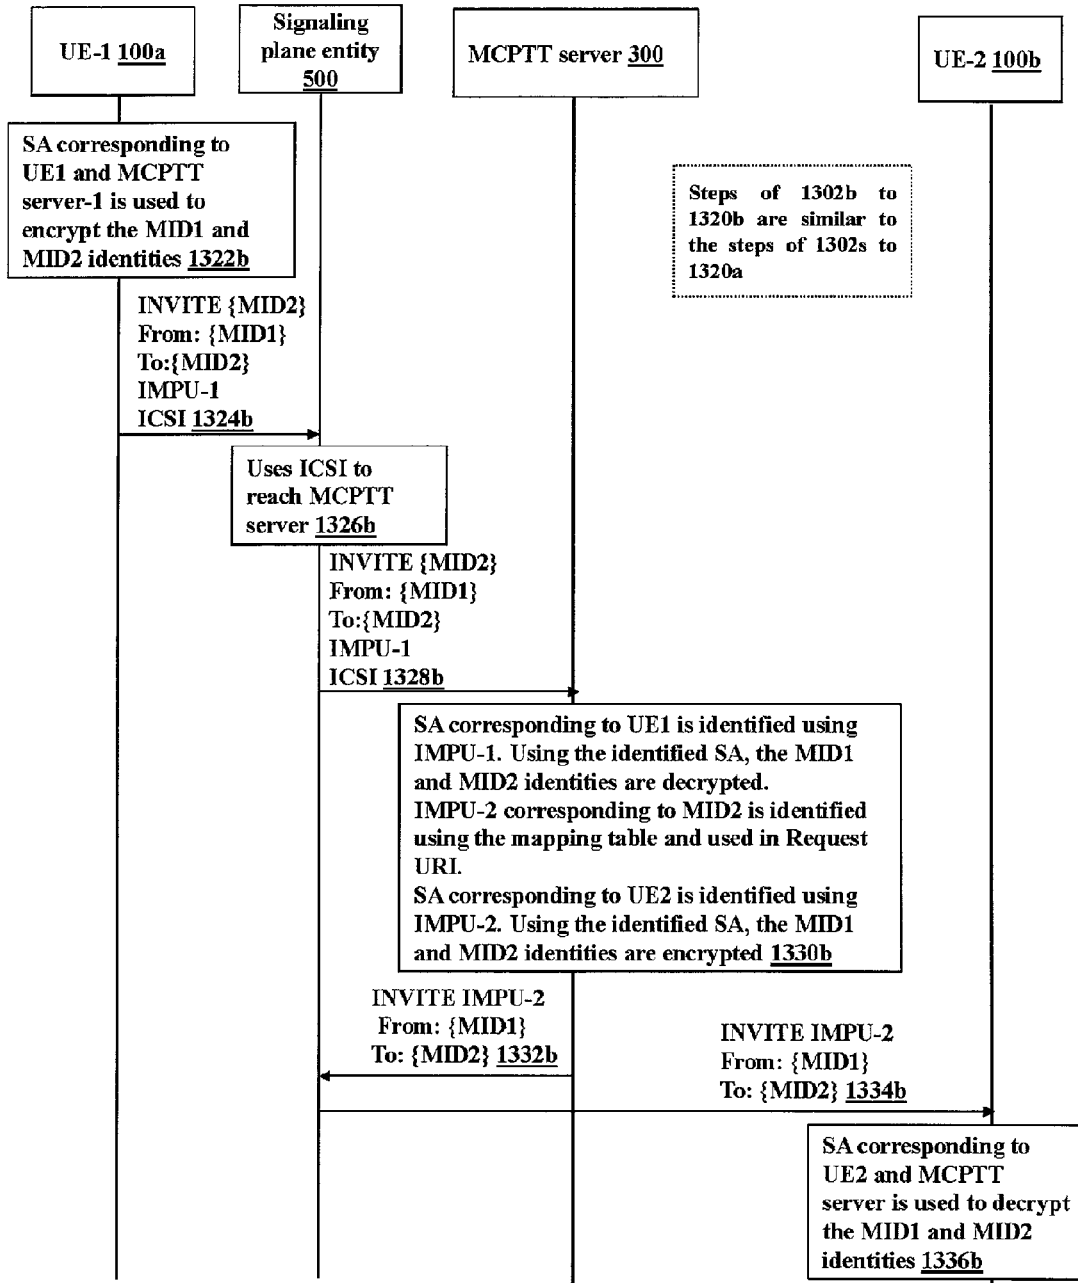 UE-1 100a
Signaling
plane entity
500
MCPTT server 300
UE-2 100b
SA corresponding to
UE1 and MCPTT
server-1 is used to
encrypt the MID1 and
MID2 identities 1322b
Steps of 1302b to
1320b are similar to
the steps of 1302s to
1320a
INVITE {MID2}
From: {MID1}
To:{MID2}
IMPU-1
ICSI 1324b
Uses ICSI to
reach MCPTT
server 1326b
INVITE {MID2}
From: {MID1}
To:{MID2}
IMPU-1
ICSI 1328b
SA corresponding to UE1 is identified using
IMPU-1. Using the identified SA, the MID1
and MID2 identities are decrypted.
IMPU-2 corresponding to MID2 is identified
using the mapping table and used in Request
URI.
SA corresponding to UE2 is identified using
IMPU-2. Using the identified SA, the MID1
and MID2 identities are encrypted 1330b
INVITE IMPU-2
From: {MID1}
To: {MID2} 1332b
INVITE IMPU-2
From: {MID1}
To: {MID2} 1334b
SA corresponding to
UE2 and MCPTT
server is used to decrypt
the MID1 and MID2
identities 1336b